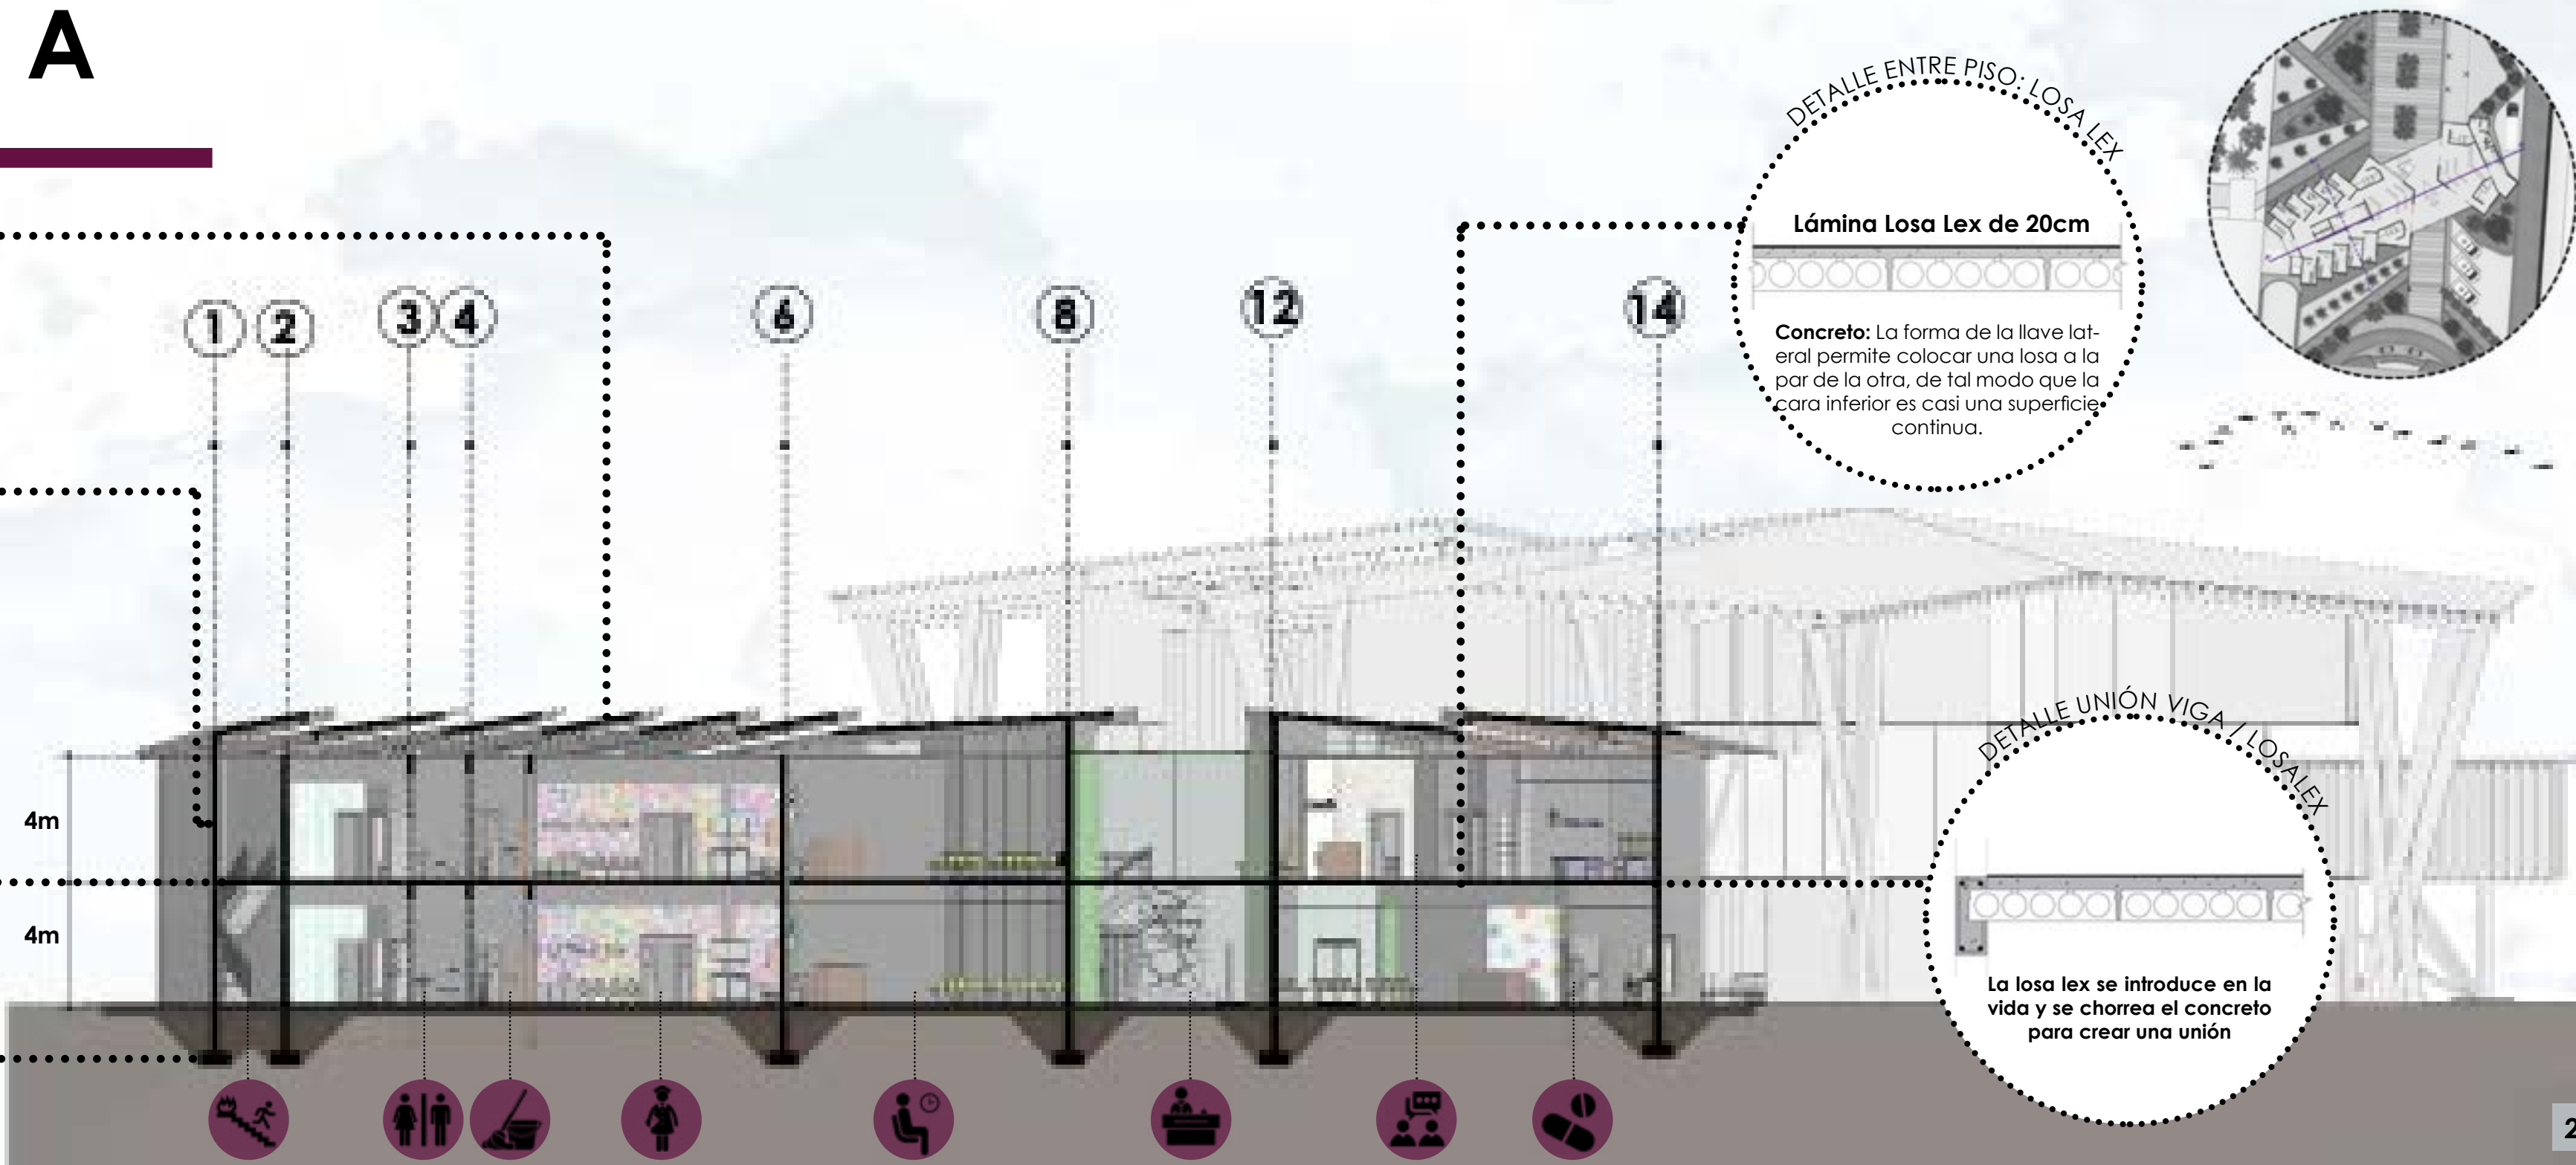 A
DETALLE ENTRE PISO: LOSA LEX
Lámina Losa Lex de 20cm
Concreto: La forma de la llave lat-
eral permite colocar una losa a la
par de la otra, de tal modo que la
cara inferior es casi una superficie
continua.
1 2 3 4 6 8 12 14
DETALLE UNIÓN VIGA / LOSALEX
La losa lex se introduce en la
vida y se chorrea el concreto
para crear una unión
4m
4m
2